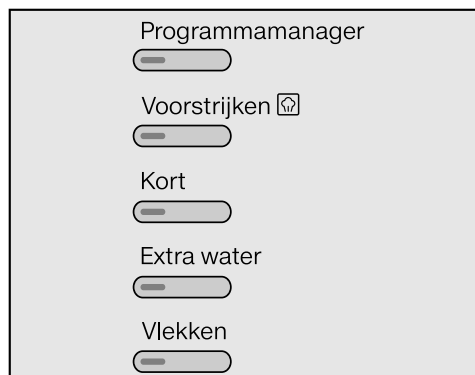 Programmamanager
Voorstrijken
Kort
Extra water
Vlekken